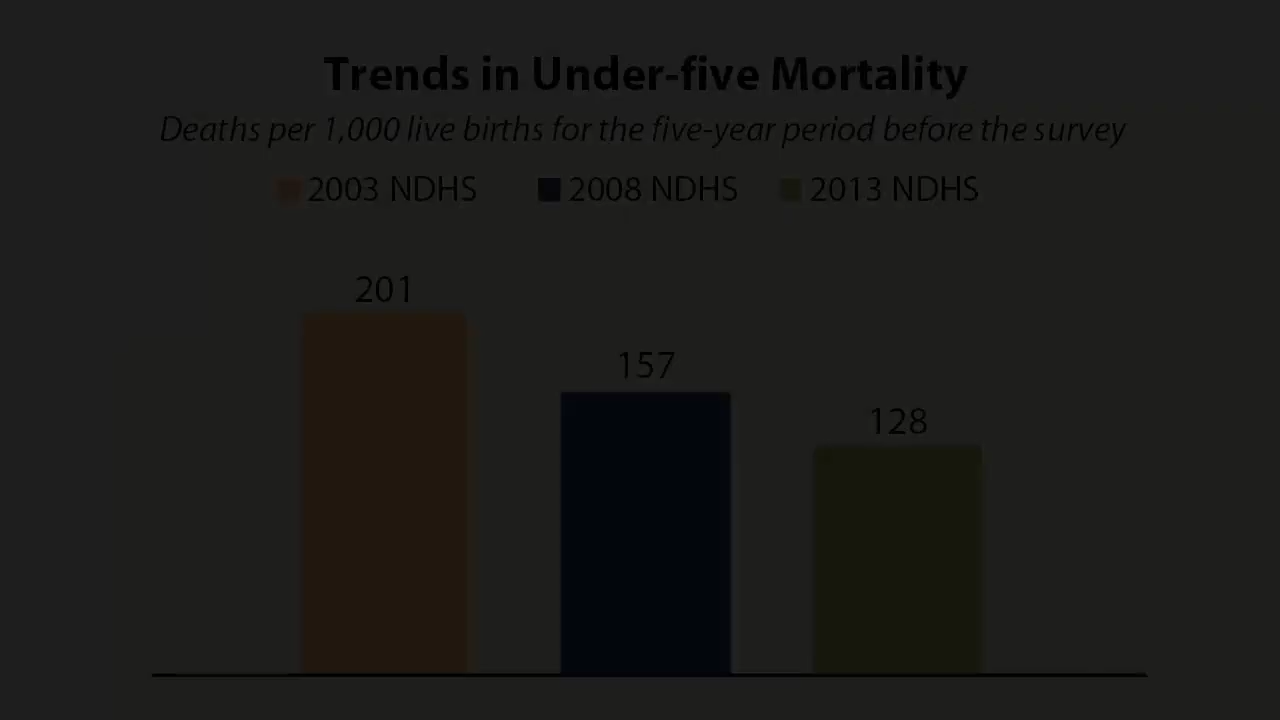 Trends in Under-five Mortality
Deaths per 1,000 live births for the five-year period before the survey
2003 NDHS 2008 NDHS 2013 NDHS
201
157
128